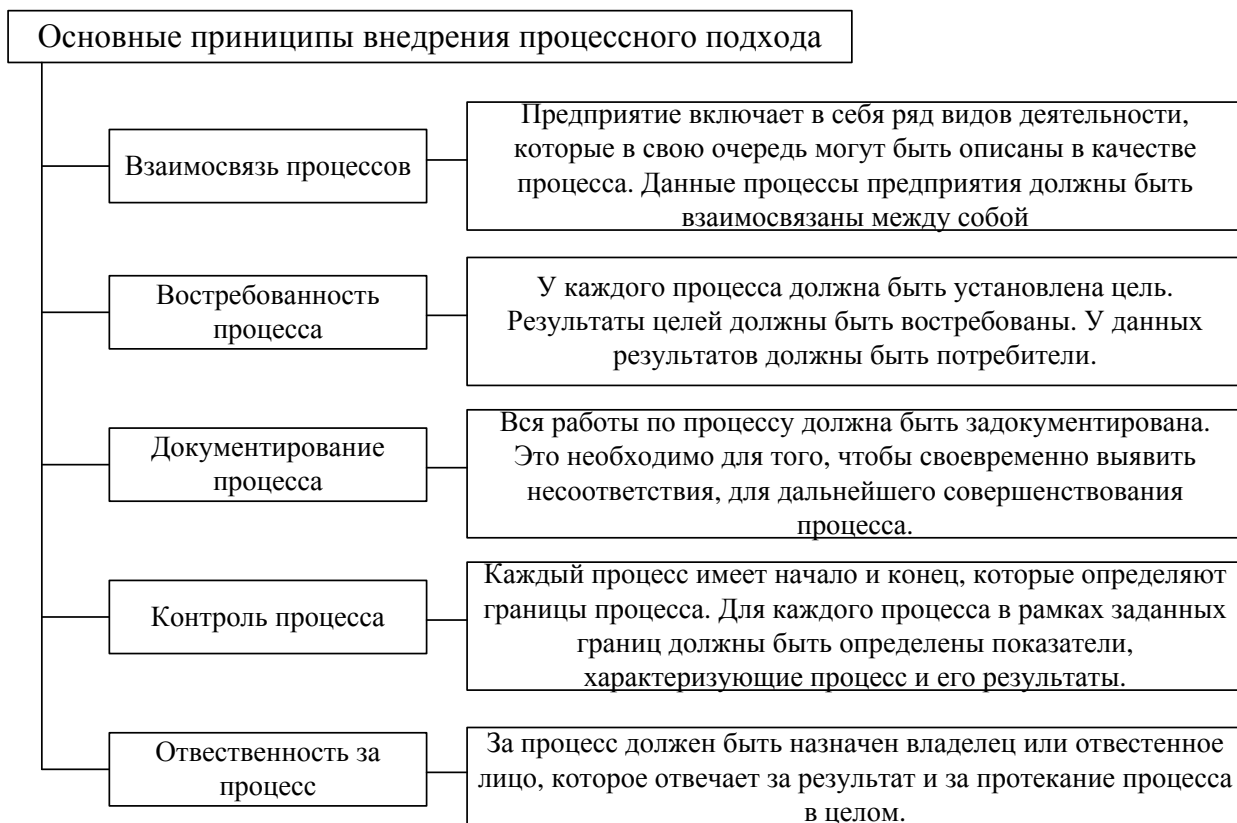 Основные приниципы внедрения процессного подхода
Взаимосвязь процессов
Предприятие включает в себя ряд видов деятельности,
которые в свою очередь могут быть описаны в качестве
процесса. Данные процессы предприятия должны быть
взаимосвязаны между собой
Востребованность
процесса
У каждого процесса должна быть установлена цель.
Результаты целей должны быть востребованы. У данных
результатов должны быть потребители.
Документирование
процесса
Вся работы по процессу должна быть задокументирована.
Это необходимо для того, чтобы своевременно выявить
несоответствия, для дальнейшего совершенствования
процесса.
Контроль процесса
Каждый процесс имеет начало и конец, которые определяют
границы процесса. Для каждого процесса в рамках заданных
границ должны быть определены показатели,
характеризующие процесс и его результаты.
Отвественность за
процесс
За процесс должен быть назначен владелец или отвестенное
лицо, которое отвечает за результат и за протекание процесса
в целом.